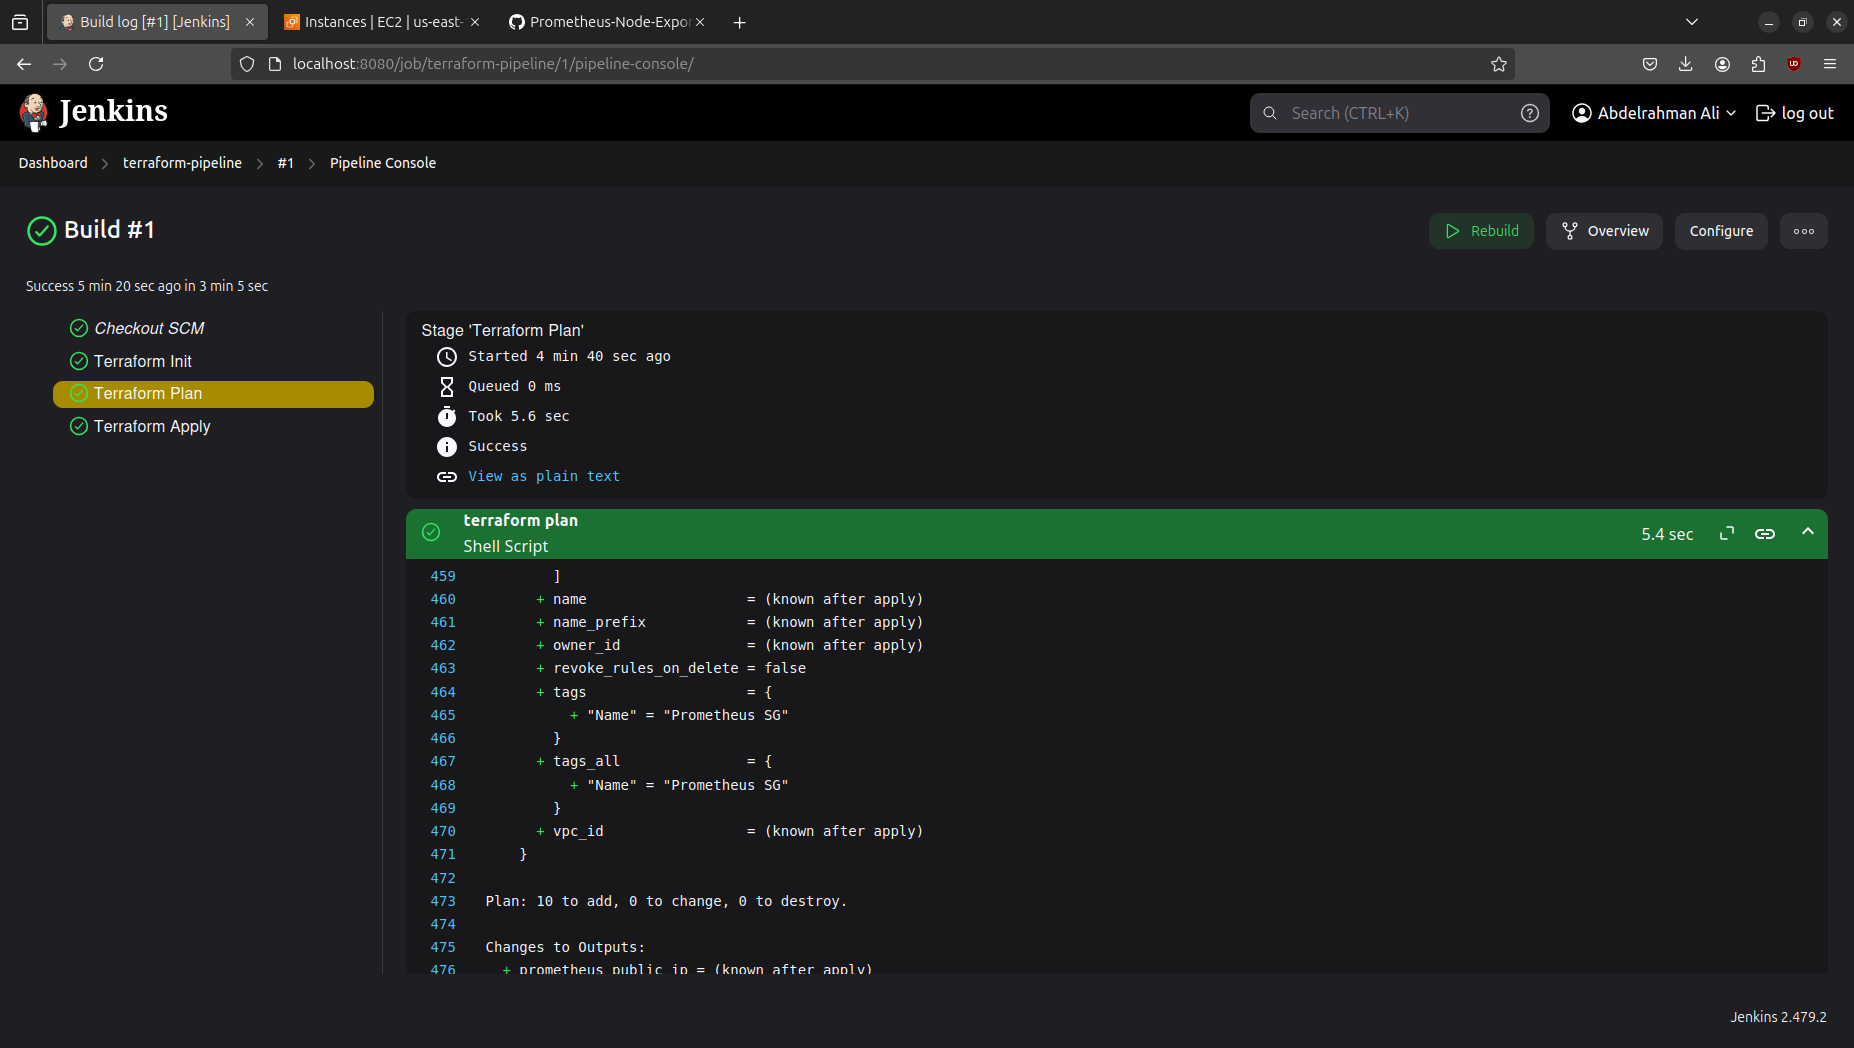 Build log [#1] [Jenkins]
Instances | EC2 | us-east-
Prometheus-Node-Expor
localhost:8080/job/terraform-pipeline/1/pipeline-console/
Jenkins
Search (CTRL+K)
Abdelrahman Ali
log out
Dashboard
terraform-pipeline
#1
Pipeline Console
Build #1
Rebuild
Overview
Configure
Success 5 min 20 sec ago in 3 min 5 sec
Checkout SCM
Terraform Init
Terraform Plan
Terraform Apply
Stage 'Terraform Plan'
Started 4 min 40 sec ago
Queued 0 ms
Took 5.6 sec
Success
View as plain text
terraform plan
Shell Script
5.4 sec
459 ]
460 + name = (known after apply)
461 + name_prefix = (known after apply)
462 + owner_id = (known after apply)
463 + revoke_rules_on_delete = false
464 + tags = {
465 + "Name" = "Prometheus SG"
466 }
467 + tags_all = {
468 + "Name" = "Prometheus SG"
469 }
470 + vpc_id = (known after apply)
471 }
472
473 Plan: 10 to add, 0 to change, 0 to destroy.
474
475 Changes to Outputs:
476 + prometheus_public_ip = (known after apply)
Jenkins 2.479.2